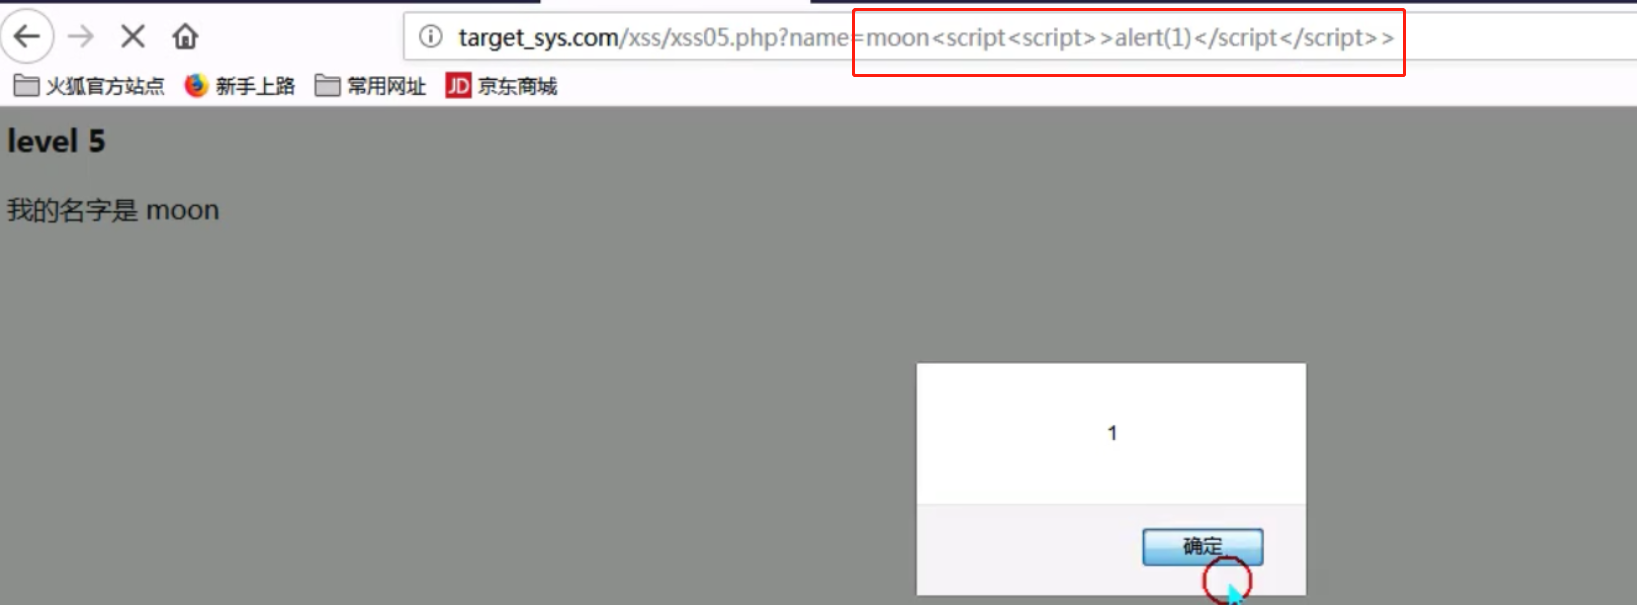 target_sys.com/xss/xss05.php?name=moon<script<script>>alert(1)</script</script>>
火狐官方站点 新手上路 常用网址 JD 京东商城
level 5
我的名字是 moon
1
确定